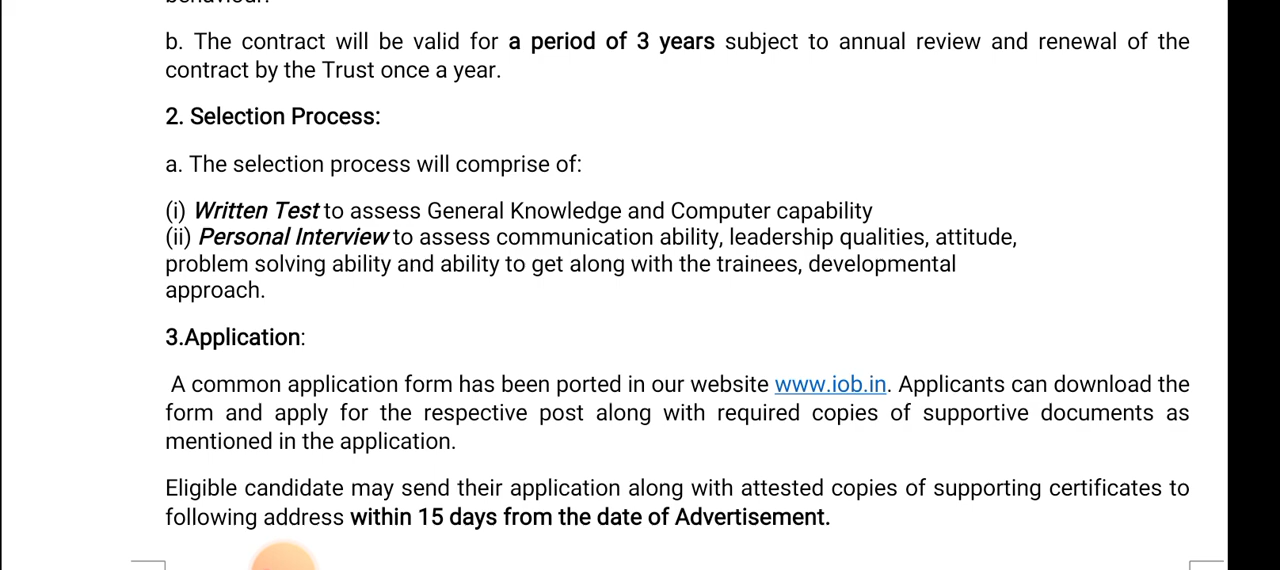 b. The contract will be valid for a period of 3 years subject to annual review and renewal of the
contract by the Trust once a year.
2. Selection Process:
a. The selection process will comprise of:
(i) Written Test to assess General Knowledge and Computer capability
(ii) Personal Interview to assess communication ability, leadership qualities, attitude,
problem solving ability and ability to get along with the trainees, developmental
approach.
3.Application:
A common application form has been ported in our website www.iob.in. Applicants can download the
form and apply for the respective post along with required copies of supportive documents as
mentioned in the application.
Eligible candidate may send their application along with attested copies of supporting certificates to
following address within 15 days from the date of Advertisement.